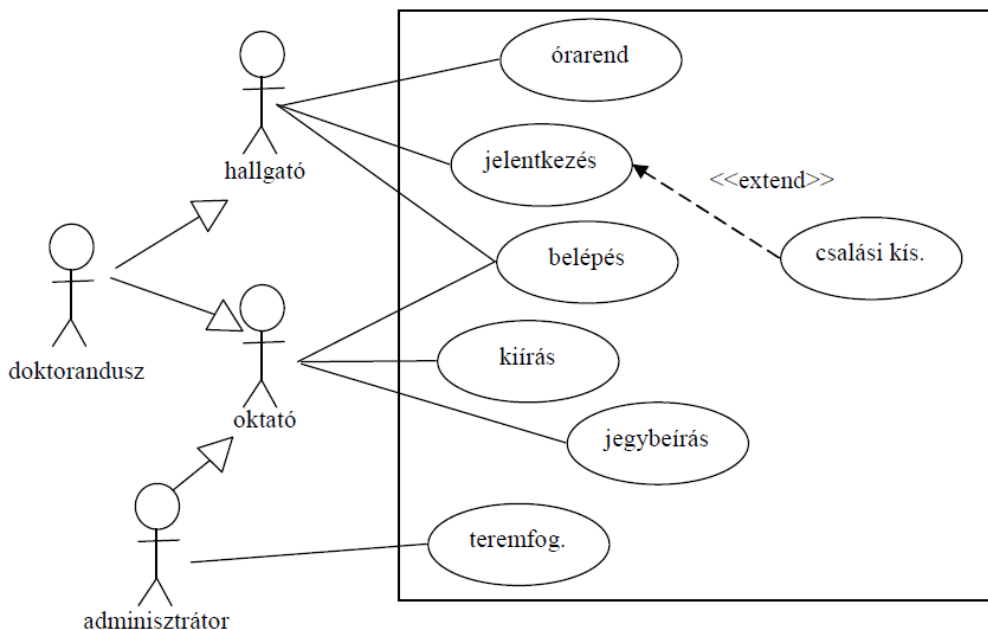 órarend
hallgató
jelentkezés
<<extend>>
belépés
csalási kís.
doktorandusz
kiírás
oktató
jegybeírás
teremfog.
adminisztrátor